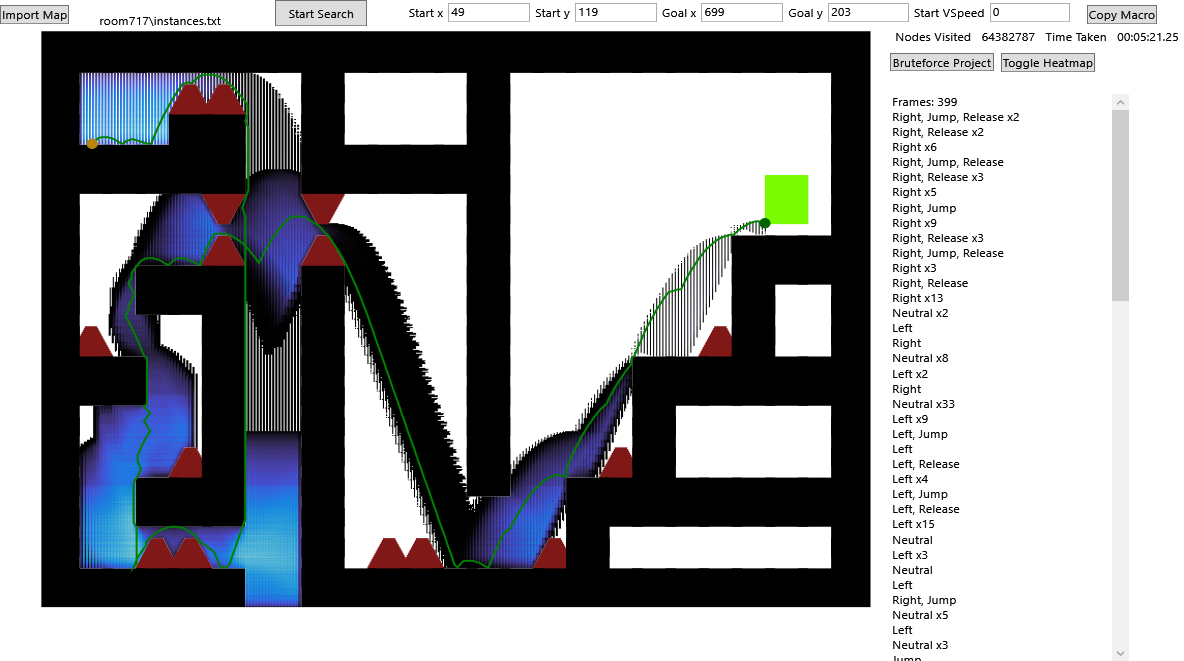 Import Map
room717\instances.txt
Start Search
Start x 49 Start y 119 Goal x 699 Goal y 203 Start VSpeed 0
Copy Macro
Nodes Visited 64382787 Time Taken 00:05:21.25
Bruteforce Project Toggle Heatmap
Frames: 399
Right, Jump, Release x2
Right, Release x2
Right x6
Right, Jump, Release
Right, Release x3
Right x5
Right, Jump
Right x9
Right, Release x3
Right, Jump, Release
Right x3
Right, Release
Right x13
Neutral x2
Left
Right
Neutral x8
Left x2
Right
Neutral x33
Left x9
Left, Jump
Left
Left, Release
Left x4
Left, Jump
Left, Release
Left x15
Neutral
Left x3
Neutral
Left
Right, Jump
Neutral x5
Left
Neutral x3
Jump